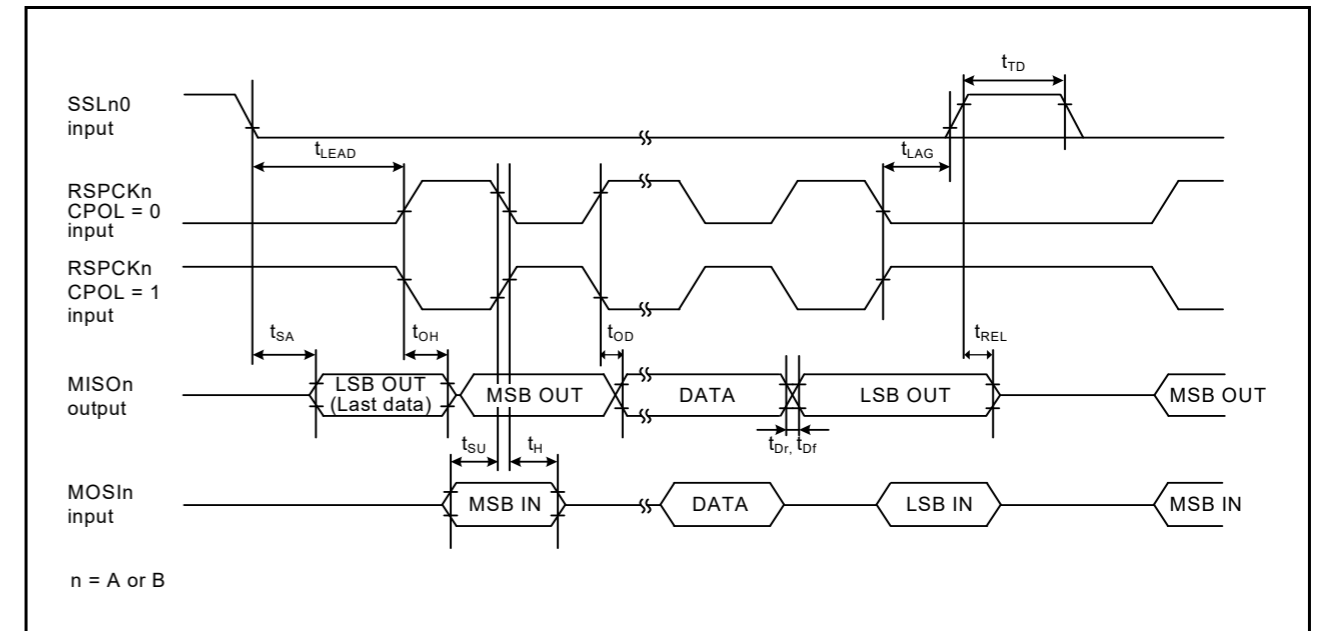 tTD
SSLn0
input
tLEAD
tLAG
RSPCKn
CPOL = 0
input
RSPCKn
CPOL = 1
input
tSA
tOH
tOD
tREL
MISOn
output
LSB OUT
(Last data)
MSB OUT
DATA
LSB OUT
MSB OUT
tSU
tH
tDr, tDf
MOSIn
input
MSB IN
DATA
LSB IN
MSB IN
n = A or B